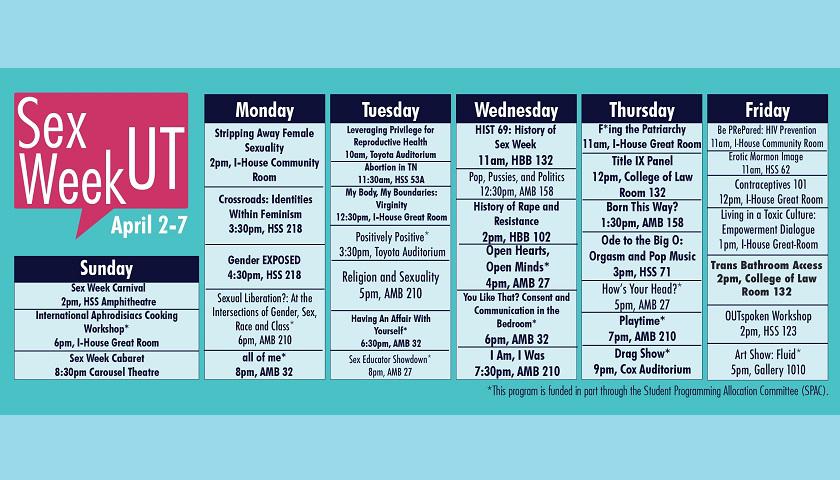 Sex
Week UT
April 2-7
Sunday
Sex Week Carnival
2pm, HSS Amphitheatre
International Aphrodisiacs Cooking
Workshop*
6pm, I-House Great Room
Sex Week Cabaret
8:30pm Carousel Theatre
Monday
Stripping Away Female
Sexuality
2pm, I-House Community
Room
Crossroads: Identities
Within Feminism
3:30pm, HSS 218
Gender EXPOSED
4:30pm, HSS 218
Sexual Liberation?: At the
Intersections of Gender, Sex,
Race and Class*
6pm, AMB 210
all of me*
8pm, AMB 32
Tuesday
Leveraging Privilege for
Reproductive Health
10am, Toyota Auditorium
Abortion in TN
11:30am, HSS 53A
My Body, My Boundaries:
Virginity
12:30pm, I-House Great Room
Positively Positive*
3:30pm, Toyota Auditorium
Religion and Sexuality
5pm, AMB 210
Having An Affair With
Yourself*
6:30pm, AMB 32
Sex Educator Showdown*
8pm, AMB 27
Wednesday
HIST 69: History of
Sex Week
11am, HBB 132
Pop, Pussies, and Politics
12:30pm, AMB 158
History of Rape and
Resistance
2pm, HBB 102
Open Hearts,
Open Minds*
4pm, AMB 27
You Like That? Consent and
Communication in the
Bedroom*
6pm, AMB 32
I Am, I Was
7:30pm, AMB 210
Thursday
F*ing the Patriarchy
11am, I-House Great Room
Title IX Panel
12pm, College of Law
Room 132
Born This Way?
1:30pm, AMB 158
Ode to the Big O:
Orgasm and Pop Music
3pm, HSS 71
How's Your Head?*
5pm, AMB 27
Playtime*
7pm, AMB 210
Drag Show*
9pm, Cox Auditorium
Friday
Be PRePared: HIV Prevention
11am, I-House Community Room
Erotic Mormon Image
11am, HSS 62
Contraceptives 101
12pm, I-House Great Room
Living in a Toxic Culture:
Empowerment Dialogue
1pm, I-House Great-Room
Trans Bathroom Access
2pm, College of Law
Room 132
OUTspoken Workshop
2pm, HSS 123
Art Show: Fluid*
5pm, Gallery 1010
*This program is funded in part through the Student Programming Allocation Committee (SPAC).